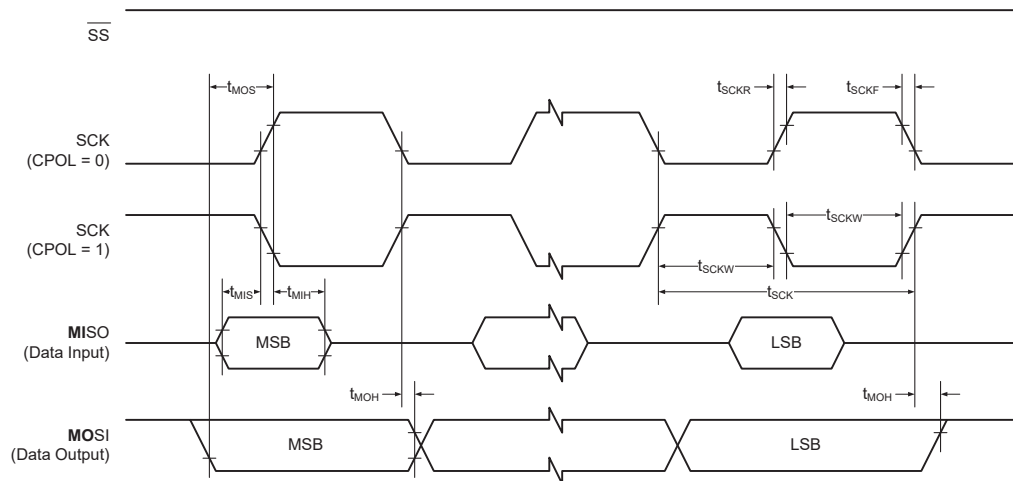 SS
tMOS
tSCKR
tSCKF
SCK
(CPOL = 0)
SCK
(CPOL = 1)
tSCKW
tSCKW
tSCK
tMIS
tMIH
MISO
(Data Input)
MSB
LSB
tMOH
tMOH
MOSI
(Data Output)
MSB
LSB